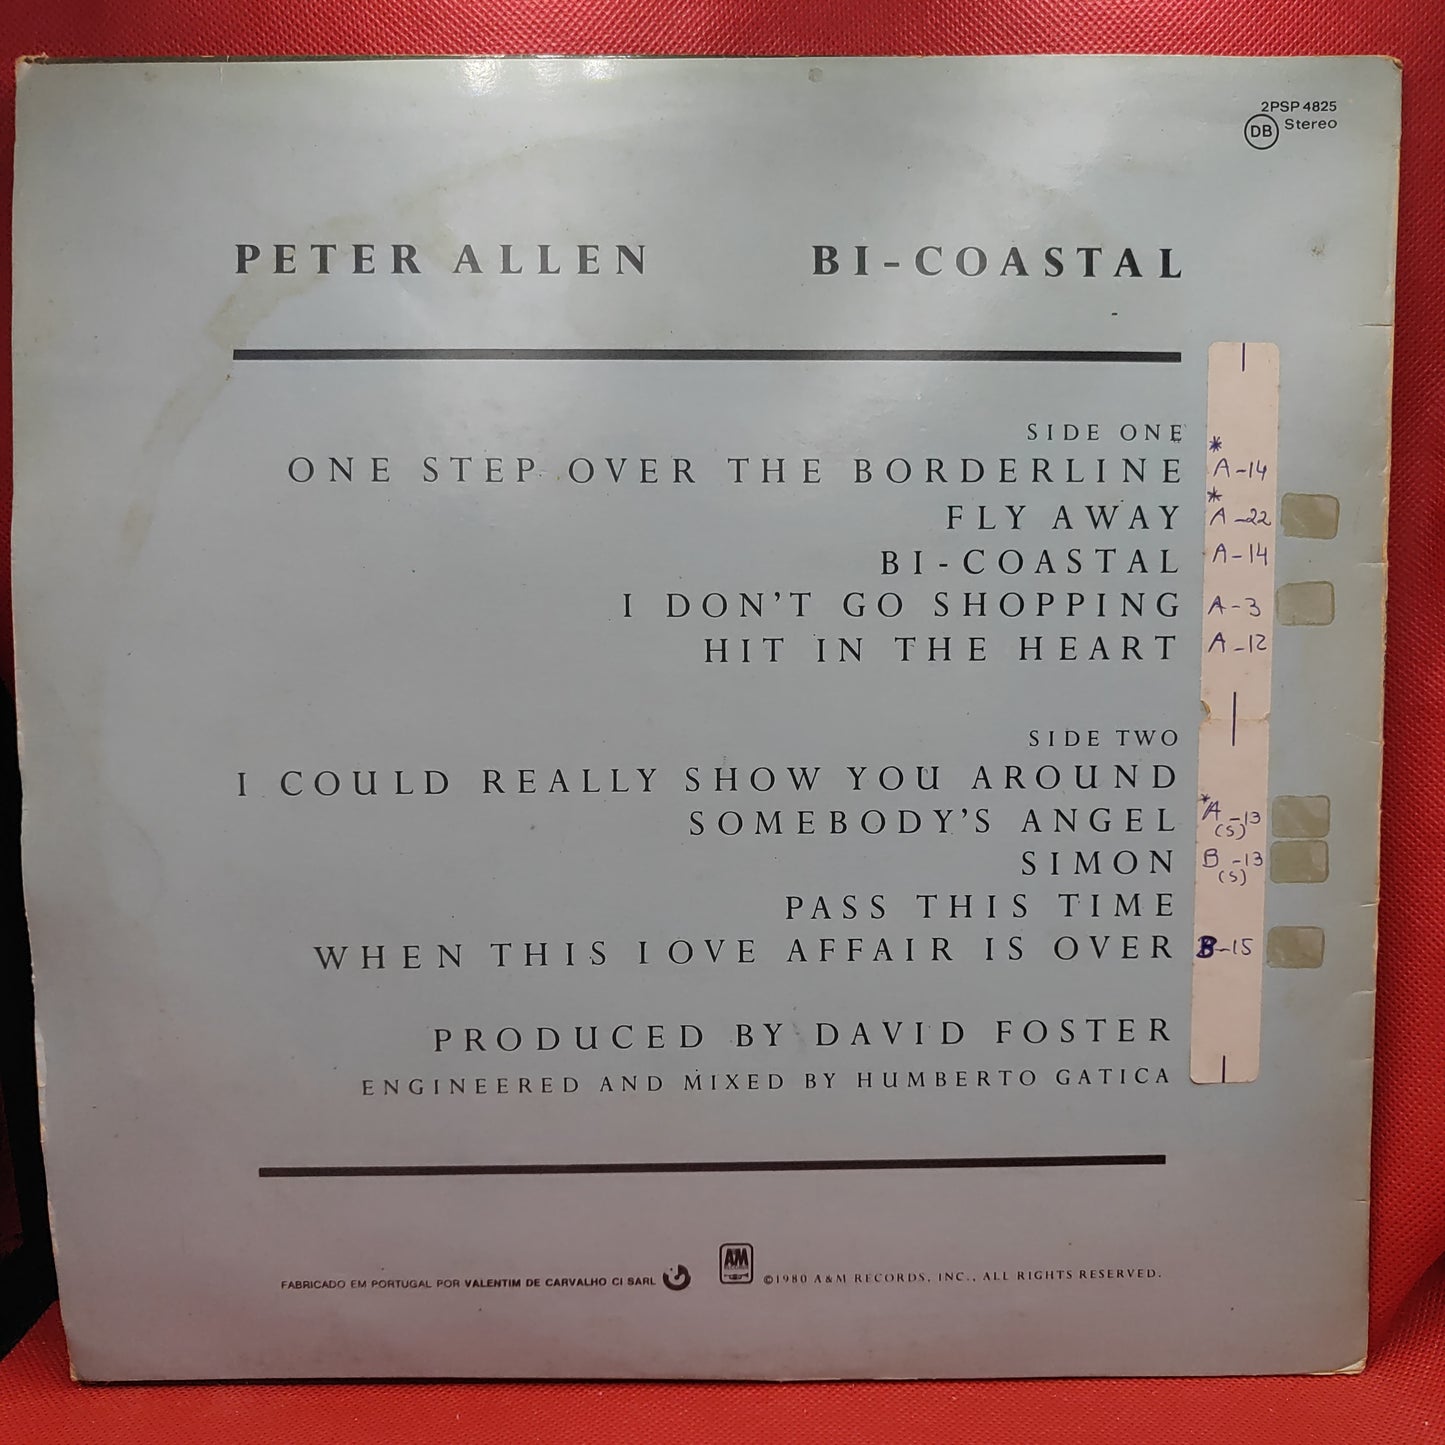 2PSP 4825
DB Stereo
PETER ALLEN BI-COASTAL
SIDE ONE
ONE STEP OVER THE BORDERLINE * A-14
FLY AWAY * A-22
BI-COASTAL A-14
I DON'T GO SHOPPING A-3
HIT IN THE HEART A-12
SIDE TWO
I COULD REALLY SHOW YOU AROUND
SOMEBODY'S ANGEL * A-13
(S)
SIMON B-13
(S)
PASS THIS TIME
WHEN THIS LOVE AFFAIR IS OVER B-15
PRODUCED BY DAVID FOSTER
ENGINEERED AND MIXED BY HUMBERTO GATICA
FABRICADO EM PORTUGAL POR VALENTIM DE CARVALHO CI SARL A&M RECORDS ©1980 A&M RECORDS, INC., ALL RIGHTS RESERVED.